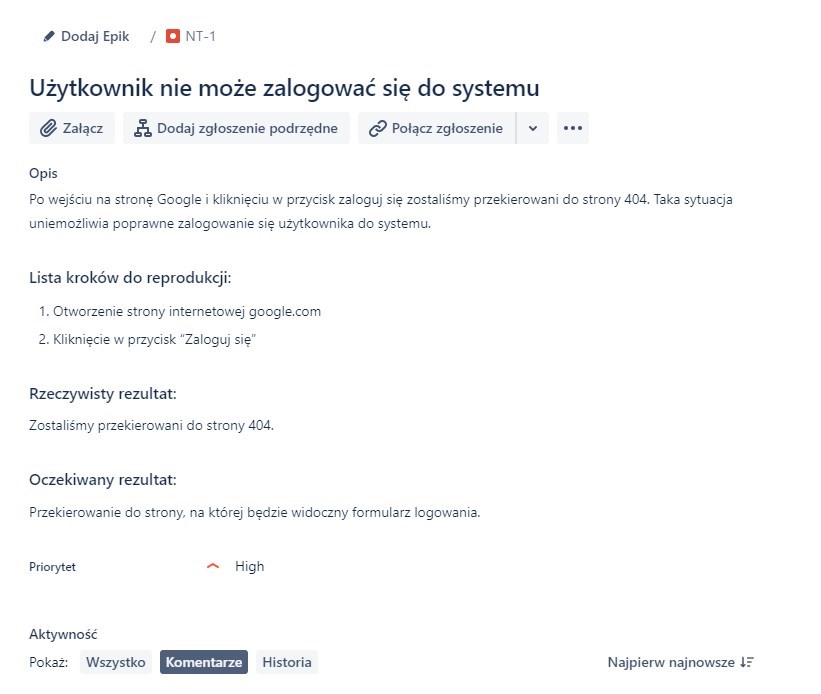 Dodaj Epik / NT-1
Użytkownik nie może zalogować się do systemu
Załącz Dodaj zgłoszenie podrzędne Połącz zgłoszenie
Opis
Po wejściu na stronę Google i kliknięciu w przycisk zaloguj się zostaliśmy przekierowani do strony 404. Taka sytuacja
uniemożliwia poprawne zalogowanie się użytkownika do systemu.
Lista kroków do reprodukcji:
1. Otworzenie strony internetowej google.com
2. Kliknięcie w przycisk “Zaloguj się”
Rzeczywisty rezultat:
Zostaliśmy przekierowani do strony 404.
Oczekiwany rezultat:
Przekierowanie do strony, na której będzie widoczny formularz logowania.
Priorytet High
Aktywność
Pokaż: Wszystko Komentarze Historia Najpierw najnowsze